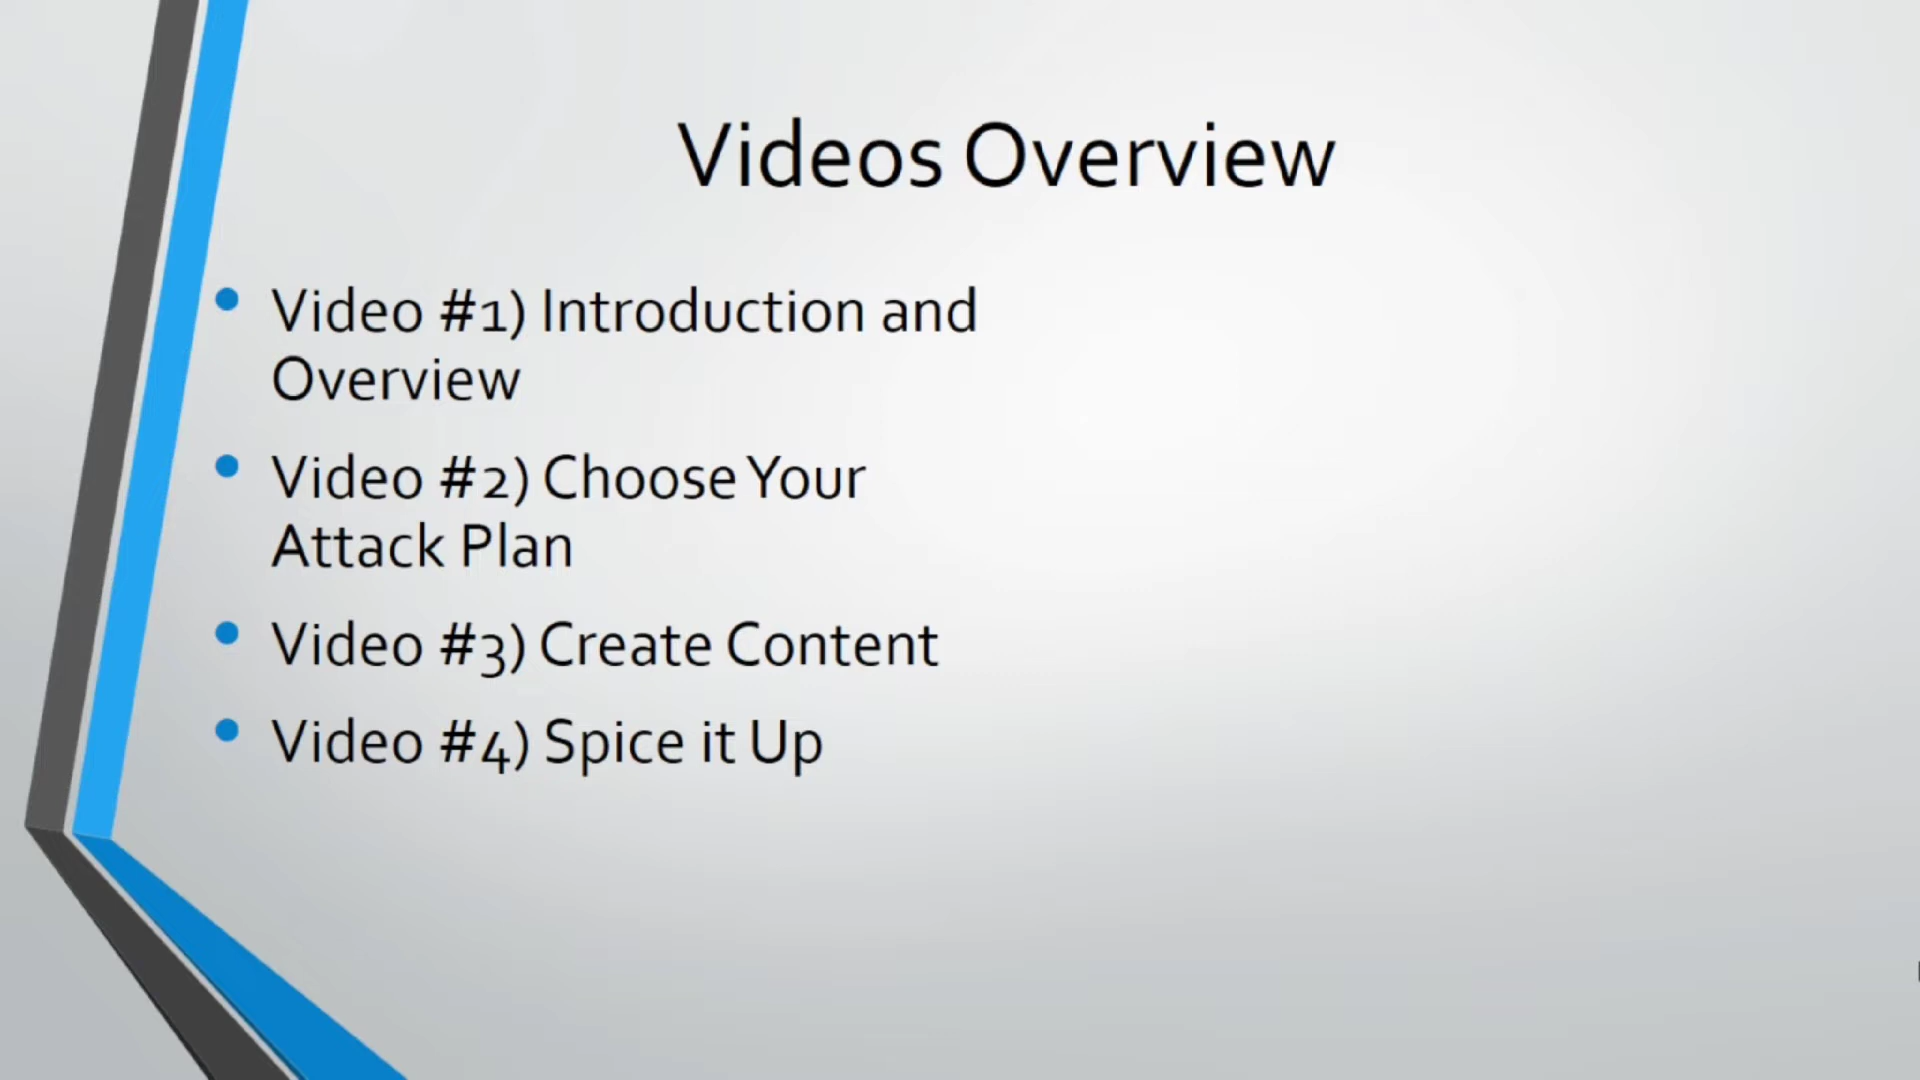 Videos Overview
• Video #1) Introduction and
Overview
• Video #2) Choose Your
Attack Plan
• Video #3) Create Content
• Video #4) Spice it Up